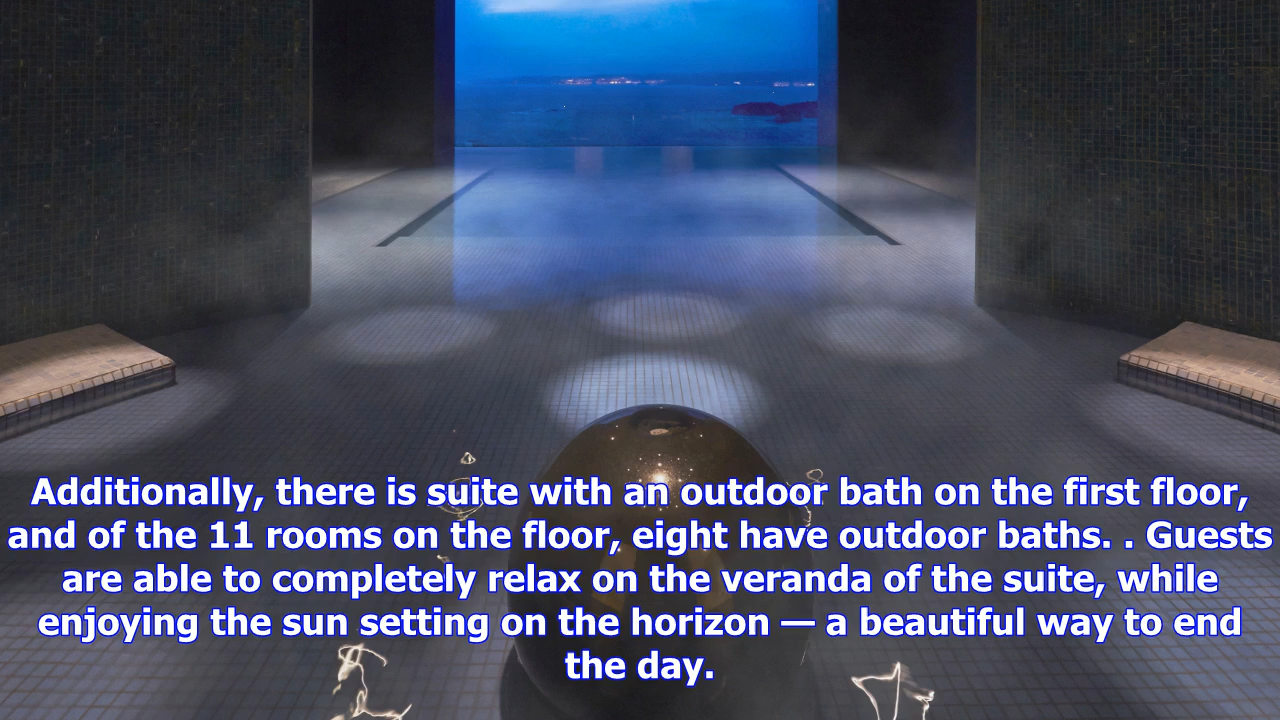 Additionally, there is suite with an outdoor bath on the first floor,
and of the 11 rooms on the floor, eight have outdoor baths. . Guests
are able to completely relax on the veranda of the suite, while
enjoying the sun setting on the horizon — a beautiful way to end
the day.